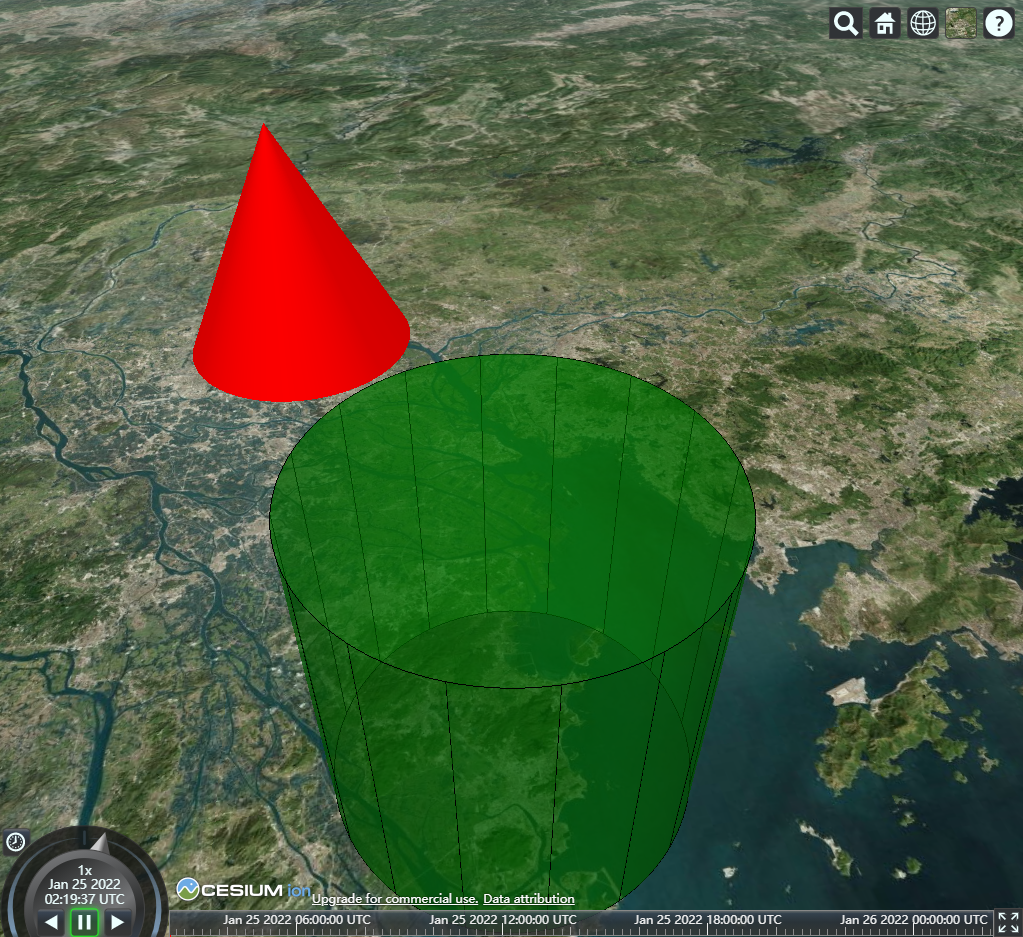 ?
1x
Jan 25 2022
02:19:37 UTC
CESIUM ion
Upgrade for commercial use. Data attribution
Jan 25 2022 06:00:00 UTC
Jan 25 2022 12:00:00 UTC
Jan 25 2022 18:00:00 UTC
Jan 26 2022 00:00:00 UTC